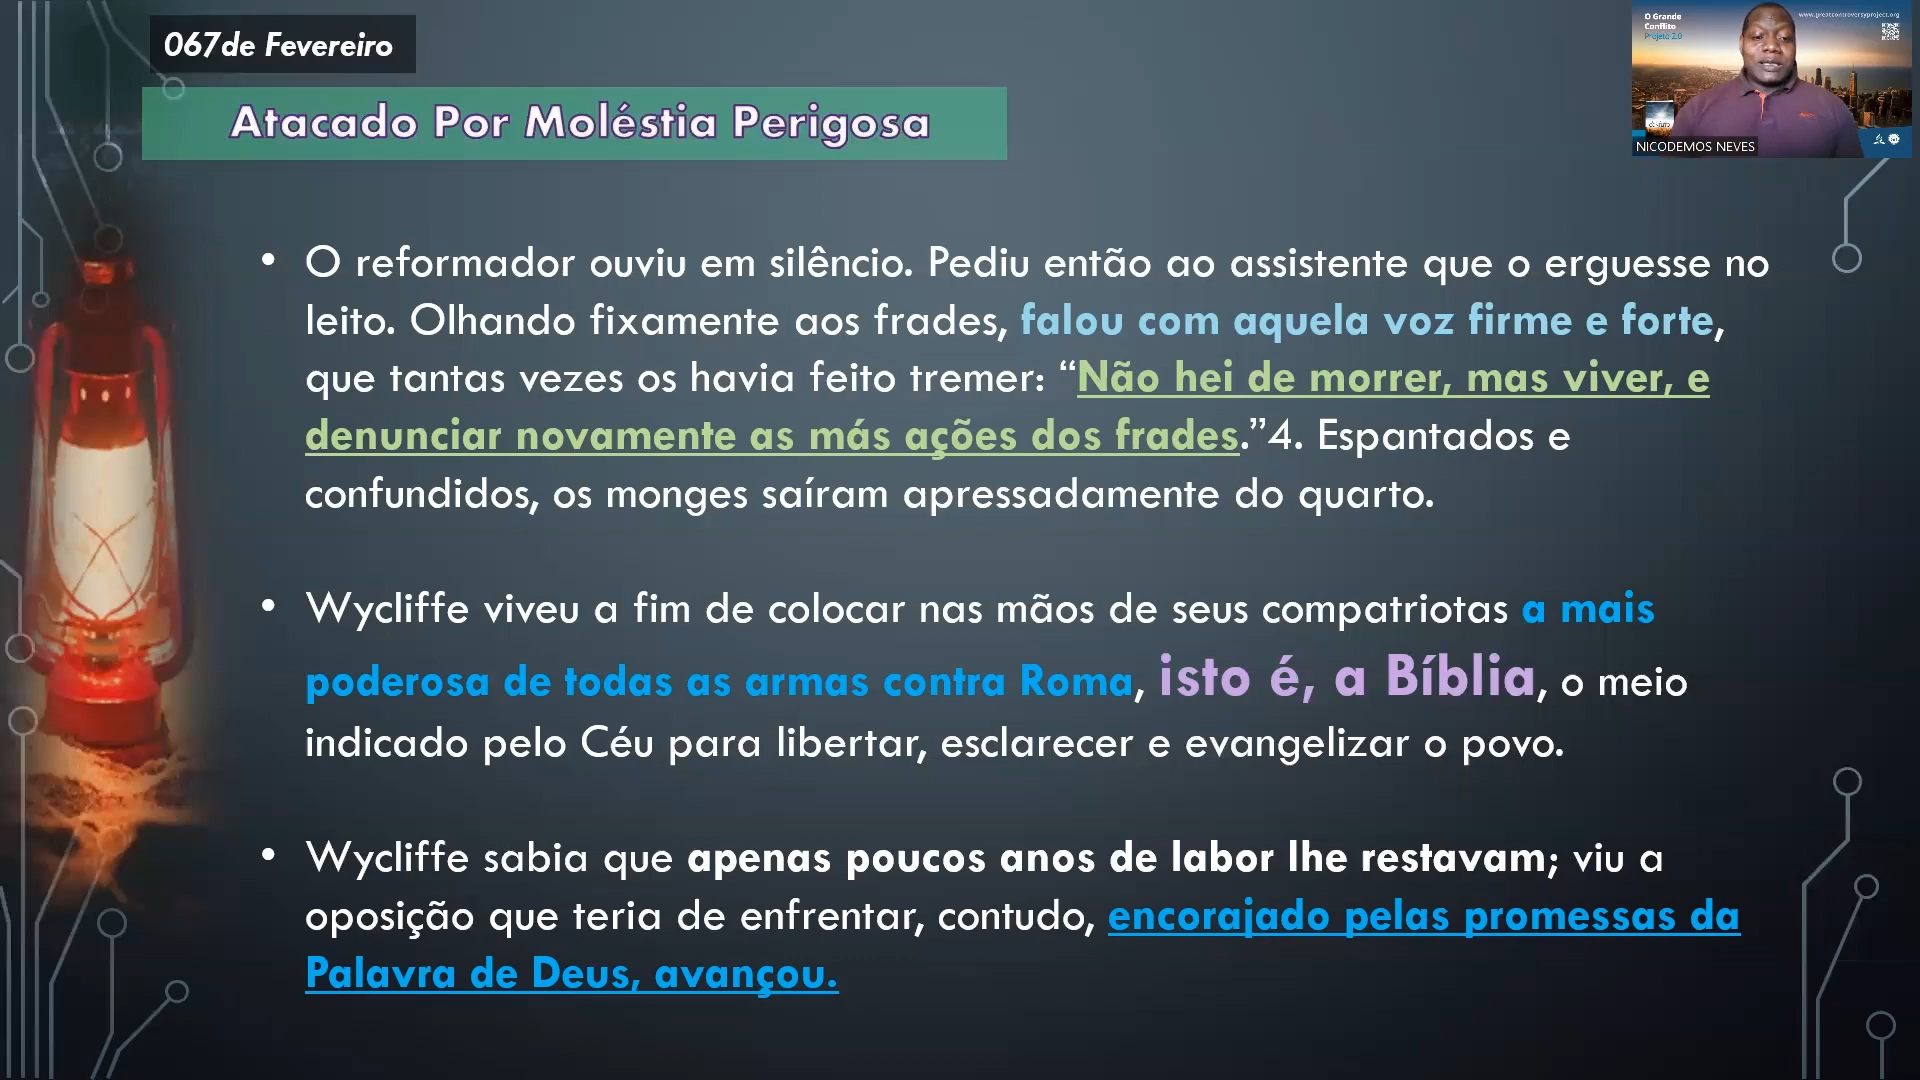 067de Fevereiro
Atacado Por Moléstia Perigosa
O Grande
Conflito
Projeto 2.0
www.greatcontroversyproject.org
NICODEMOS NEVES
• O reformador ouviu em silêncio. Pediu então ao assistente que o erguesse no
leito. Olhando fixamente aos frades, falou com aquela voz firme e forte,
que tantas vezes os havia feito tremer: “Não hei de morrer, mas viver, e
denunciar novamente as más ações dos frades.”4. Espantados e
confundidos, os monges saíram apressadamente do quarto.
• Wycliffe viveu a fim de colocar nas mãos de seus compatriotas a mais
poderosa de todas as armas contra Roma, isto é, a Bíblia, o meio
indicado pelo Céu para libertar, esclarecer e evangelizar o povo.
• Wycliffe sabia que apenas poucos anos de labor lhe restavam; viu a
oposição que teria de enfrentar, contudo, encorajado pelas promessas da
Palavra de Deus, avançou.